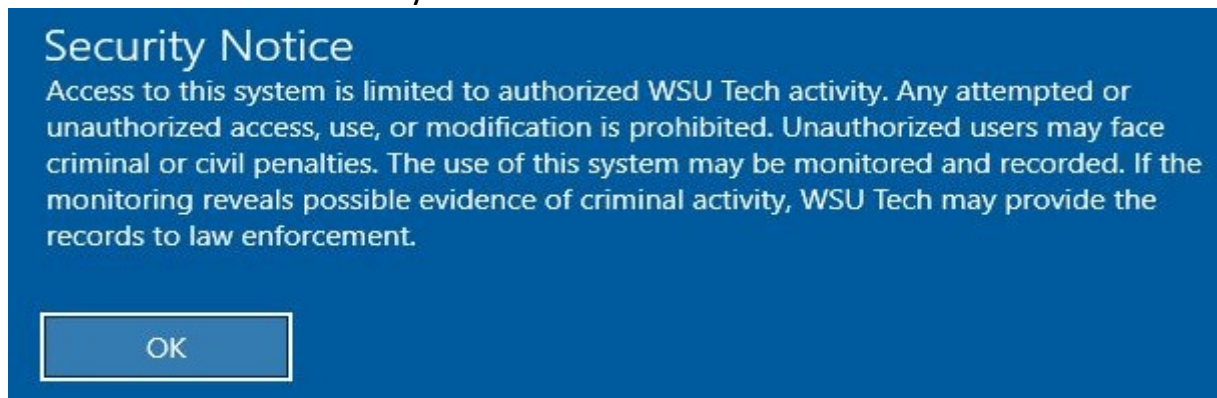 Security Notice
Access to this system is limited to authorized WSU Tech activity. Any attempted or
unauthorized access, use, or modification is prohibited. Unauthorized users may face
criminal or civil penalties. The use of this system may be monitored and recorded. If the
monitoring reveals possible evidence of criminal activity, WSU Tech may provide the
records to law enforcement.
OK